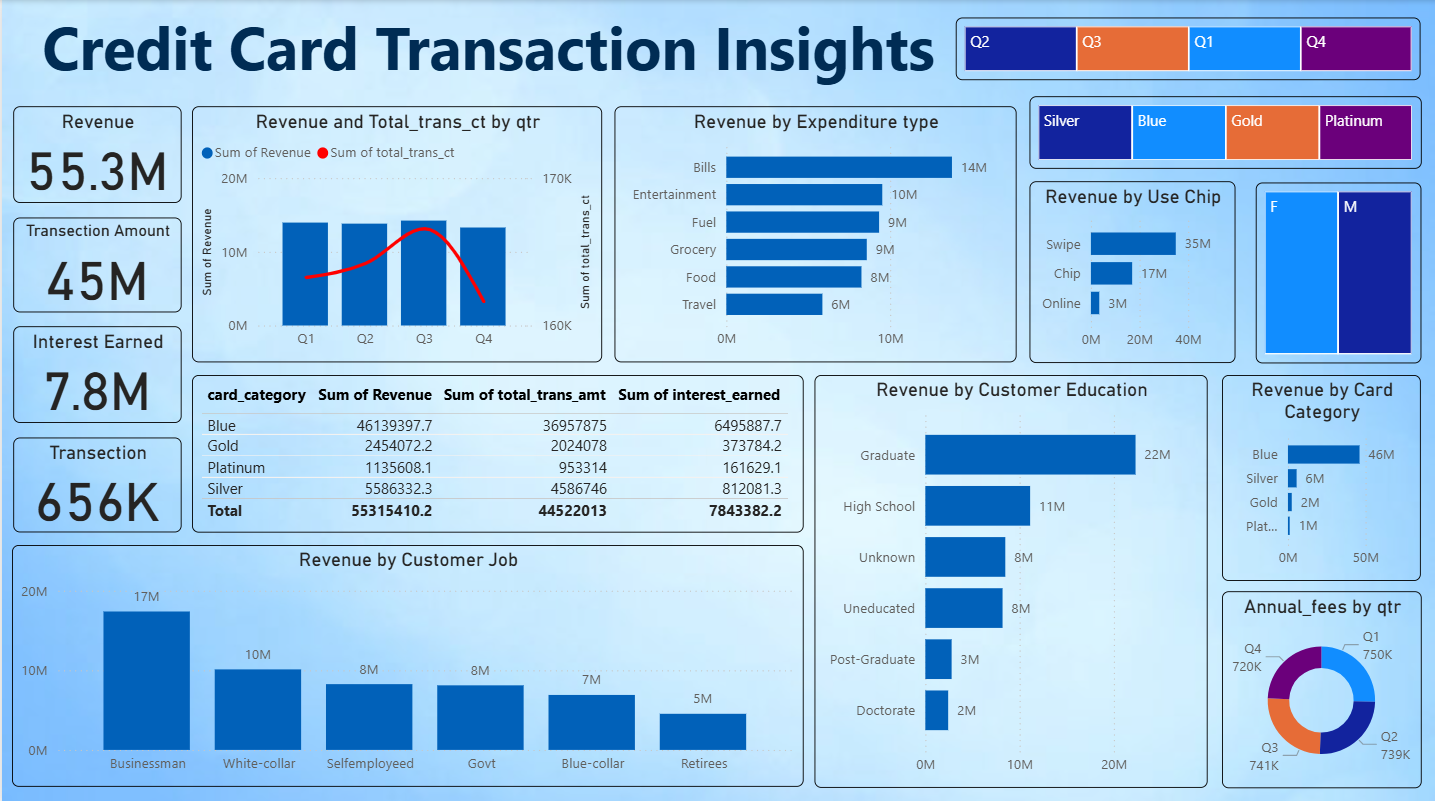 Credit Card Transaction Insights
Q2 Q3 Q1 Q4
Silver Blue Gold Platinum
F M
Revenue
55.3M
Transection Amount
45M
Interest Earned
7.8M
Transection
656K
Revenue and Total_trans_ct by qtr
Sum of Revenue Sum of total_trans_ct
20M 170K
10M
0M 160K
Sum of Revenue
Sum of total_trans_ct
Q1 Q2 Q3 Q4
Revenue by Expenditure type
Bills 14M
Entertainment 10M
Fuel 9M
Grocery 9M
Food 8M
Travel 6M
0M 10M
Revenue by Use Chip
Swipe 35M
Chip 17M
Online 3M
0M 20M 40M
card_category Sum of Revenue Sum of total_trans_amt Sum of interest_earned
Blue 46139397.7 36957875 6495887.7
Gold 2454072.2 2024078 373784.2
Platinum 1135608.1 953314 161629.1
Silver 5586332.3 4586746 812081.3
Total 55315410.2 44522013 7843382.2
Revenue by Customer Education
Graduate 22M
High School 11M
Unknown 8M
Uneducated 8M
Post-Graduate 3M
Doctorate 2M
0M 10M 20M
Revenue by Card
Category
Blue 46M
Silver 6M
Gold 2M
Plat... 1M
0M 50M
Revenue by Customer Job
20M
10M
0M
17M 10M 8M 8M 7M 5M
Businessman White-collar Selfemployeed Govt Blue-collar Retirees
Annual_fees by qtr
Q1
750K
Q4
720K
Q2
739K
Q3
741K